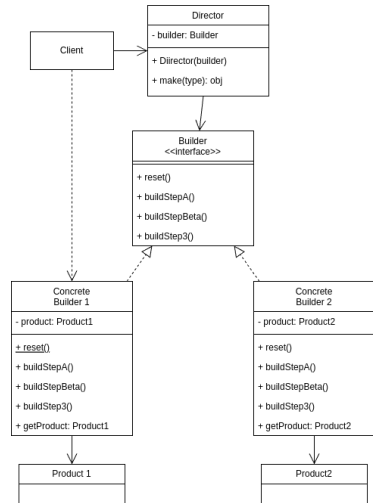 Director
- builder: Builder
+ Diirector(builder)
+ make(type): obj
Client
Builder
<<interface>>
+ reset()
+ buildStepA()
+ buildStepBeta()
+ buildStep3()
Concrete
Builder 1
- product: Product1
+ reset()
+ buildStepA()
+ buildStepBeta()
+ buildStep3()
+ getProduct: Product1
Concrete
Builder 2
- product: Product2
+ reset()
+ buildStepA()
+ buildStepBeta()
+ buildStep3()
+ getProduct: Product2
Product 1
Product2